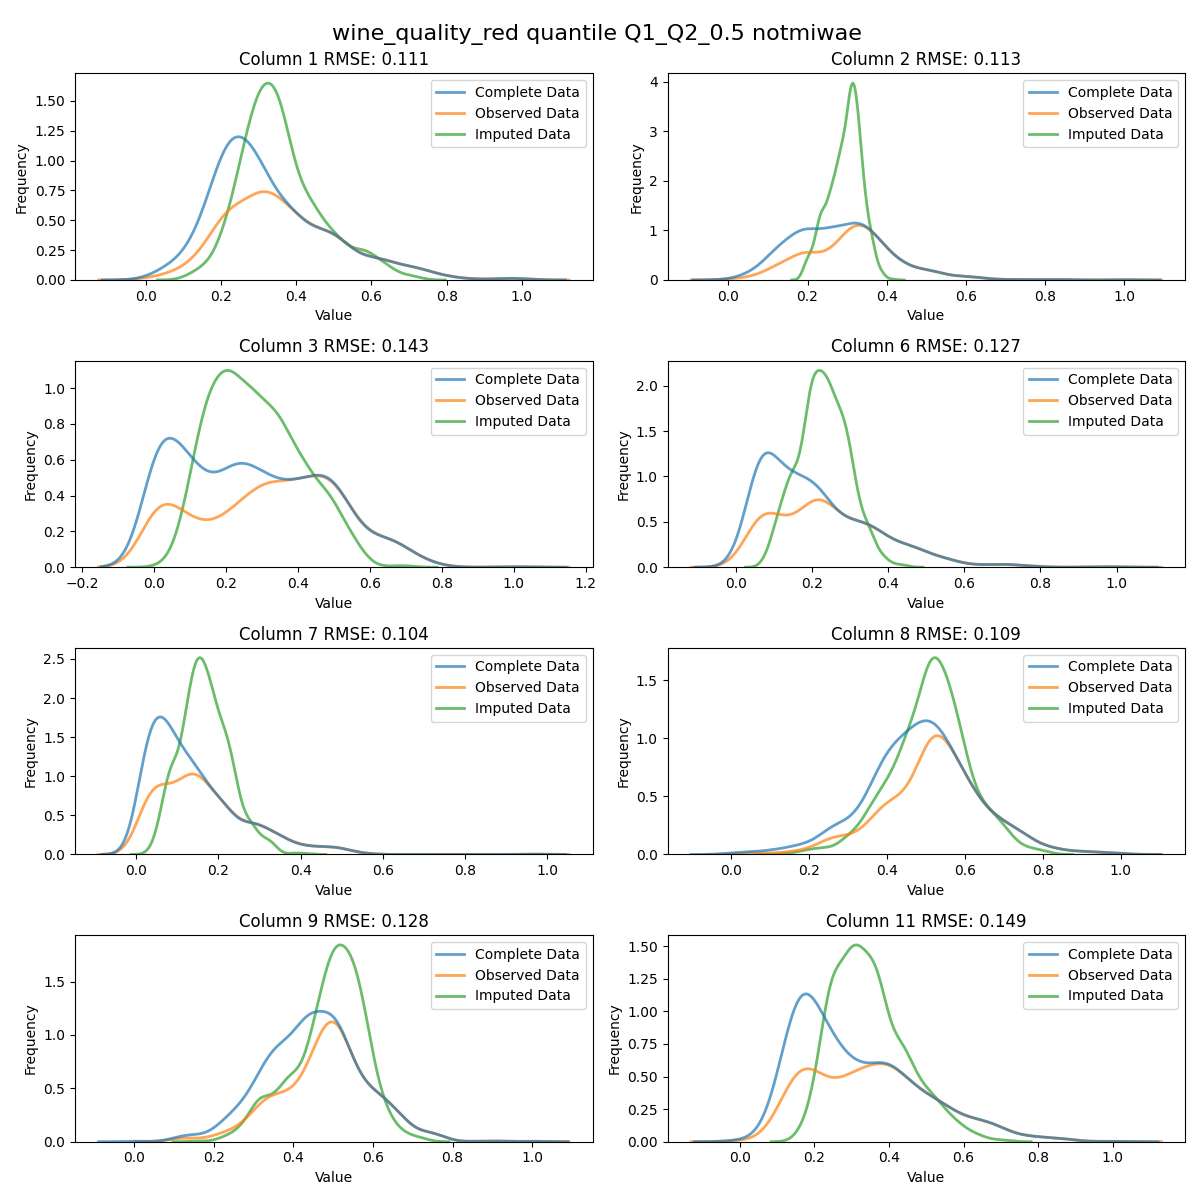 wine_quality_red quantile Q1_Q2_0.5 notmiwae
Column 1 RMSE: 0.111
Complete Data
Observed Data
Imputed Data
Frequency
0.00
0.25
0.50
0.75
1.00
1.25
1.50
0.0
0.2
0.4
0.6
0.8
1.0
Value
Column 2 RMSE: 0.113
Complete Data
Observed Data
Imputed Data
Frequency
0
1
2
3
4
0.0
0.2
0.4
0.6
0.8
1.0
Value
Column 3 RMSE: 0.143
Complete Data
Observed Data
Imputed Data
Frequency
0.0
0.2
0.4
0.6
0.8
1.0
−0.2
0.0
0.2
0.4
0.6
0.8
1.0
1.2
Value
Column 6 RMSE: 0.127
Complete Data
Observed Data
Imputed Data
Frequency
0.0
0.5
1.0
1.5
2.0
0.0
0.2
0.4
0.6
0.8
1.0
Value
Column 7 RMSE: 0.104
Complete Data
Observed Data
Imputed Data
Frequency
0.0
0.5
1.0
1.5
2.0
2.5
0.0
0.2
0.4
0.6
0.8
1.0
Value
Column 8 RMSE: 0.109
Complete Data
Observed Data
Imputed Data
Frequency
0.0
0.5
1.0
1.5
0.0
0.2
0.4
0.6
0.8
1.0
Value
Column 9 RMSE: 0.128
Complete Data
Observed Data
Imputed Data
Frequency
0.0
0.5
1.0
1.5
0.0
0.2
0.4
0.6
0.8
1.0
Value
Column 11 RMSE: 0.149
Complete Data
Observed Data
Imputed Data
Frequency
0.00
0.25
0.50
0.75
1.00
1.25
1.50
0.0
0.2
0.4
0.6
0.8
1.0
Value